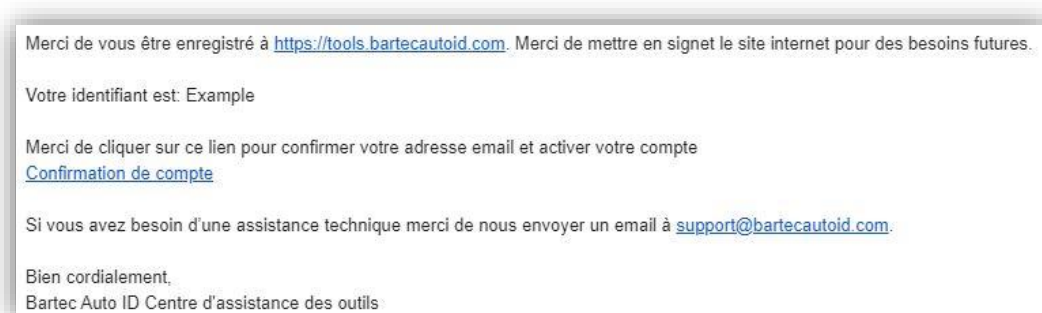 Merci de vous être enregistré à https://tools.bartecautoid.com. Merci de mettre en signet le site internet pour des besoins futures.
Votre identifiant est: Example
Merci de cliquer sur ce lien pour confirmer votre adresse email et activer votre compte
Confirmation de compte
Si vous avez besoin d'une assistance technique merci de nous envoyer un email à support@bartecautoid.com.
Bien cordialement,
Bartec Auto ID Centre d'assistance des outils